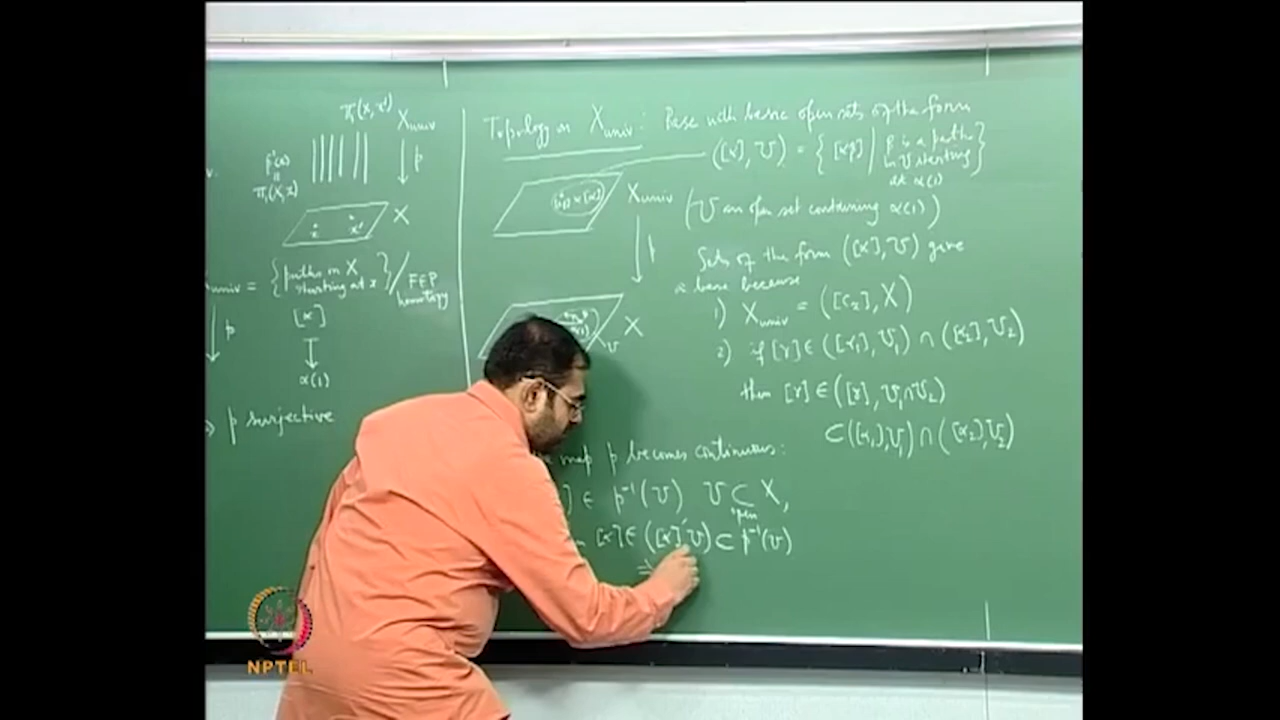 π₁(X, x')
X_univ
p⁻¹(x)
||
π₁(X, x)
↓ p
X
x x'
univ = {paths on X starting at x} / FEP homotopy
↓ p
[α]
↓
α(1)
p surjective
Topology on X_univ : Base with basic open sets of the form
([α], U) = {[αβ] | β is a path in U starting at α(1)}
X_univ
(U an open set containing α(1))
↓ p
Sets of the form ([α], U) give
a base because
1) X_univ = ([c_x], X)
X
U
2) if [γ] ∈ ([α₁], U₁) ∩ ([α₂], U₂)
then [γ] ∈ ([γ], U₁∩U₂)
⊂ ([α₁], U₁) ∩ ([α₂], U₂)
map p becomes continuous:
] ∈ p⁻¹(U) U ⊂ X,
open
[α] ∈ ([α], U) ⊂ p⁻¹(U)
⇒
NPTEL